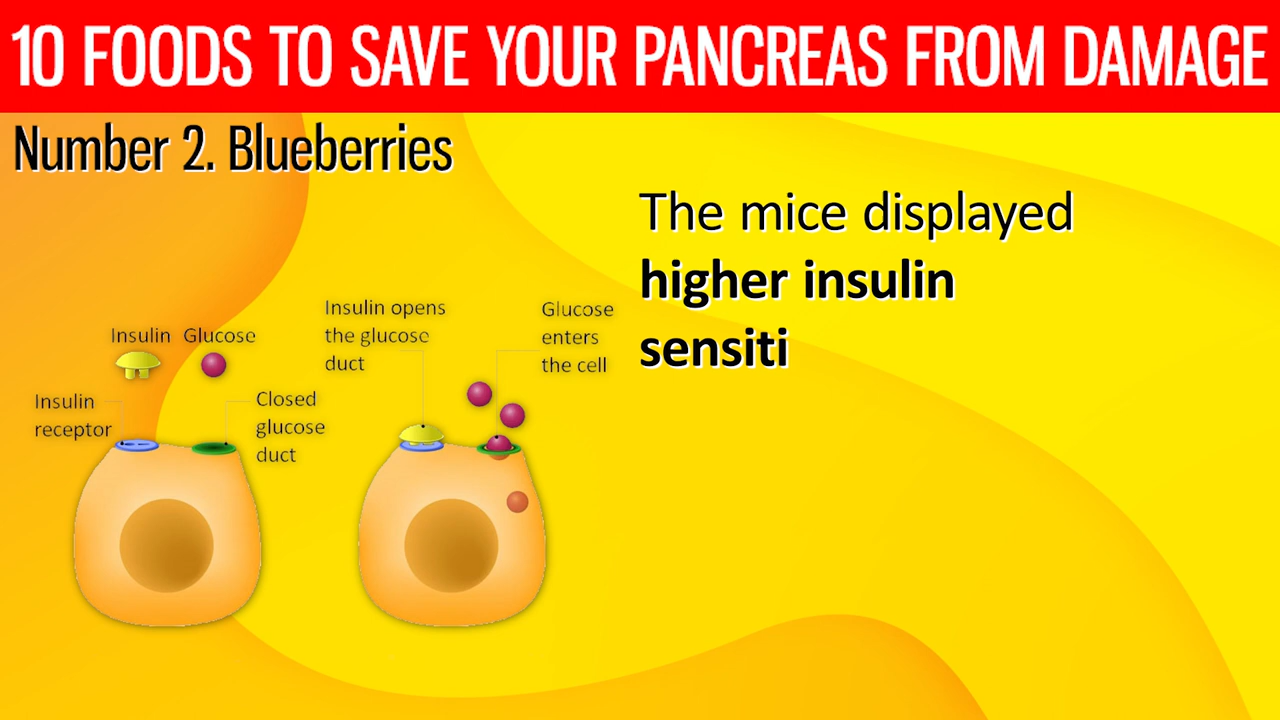 10 FOODS TO SAVE YOUR PANCREAS FROM DAMAGE
Number 2. Blueberries
The mice displayed
higher insulin
sensiti
Insulin
Glucose
Insulin
receptor
Closed
glucose
duct
Insulin opens
the glucose
duct
Glucose
enters
the cell